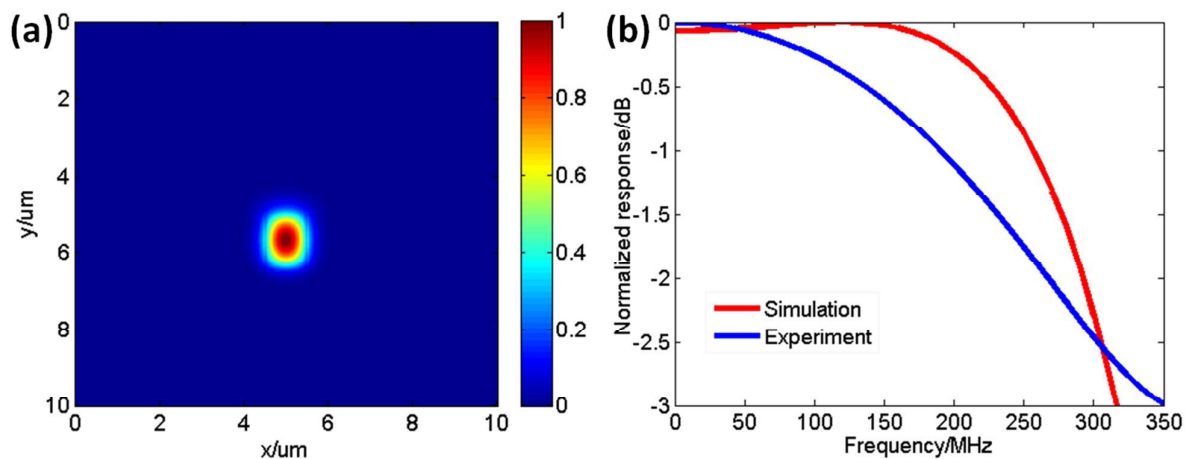 (a)
0
2
4
6
8
10
y/um
0 2 4 6 8 10
x/um
1
0.8
0.6
0.4
0.2
0
(b)
0
-0.5
-1
-1.5
-2
-2.5
-3
Normalized response/dB
Simulation
Experiment
0 50 100 150 200 250 300 350
Frequency/MHz